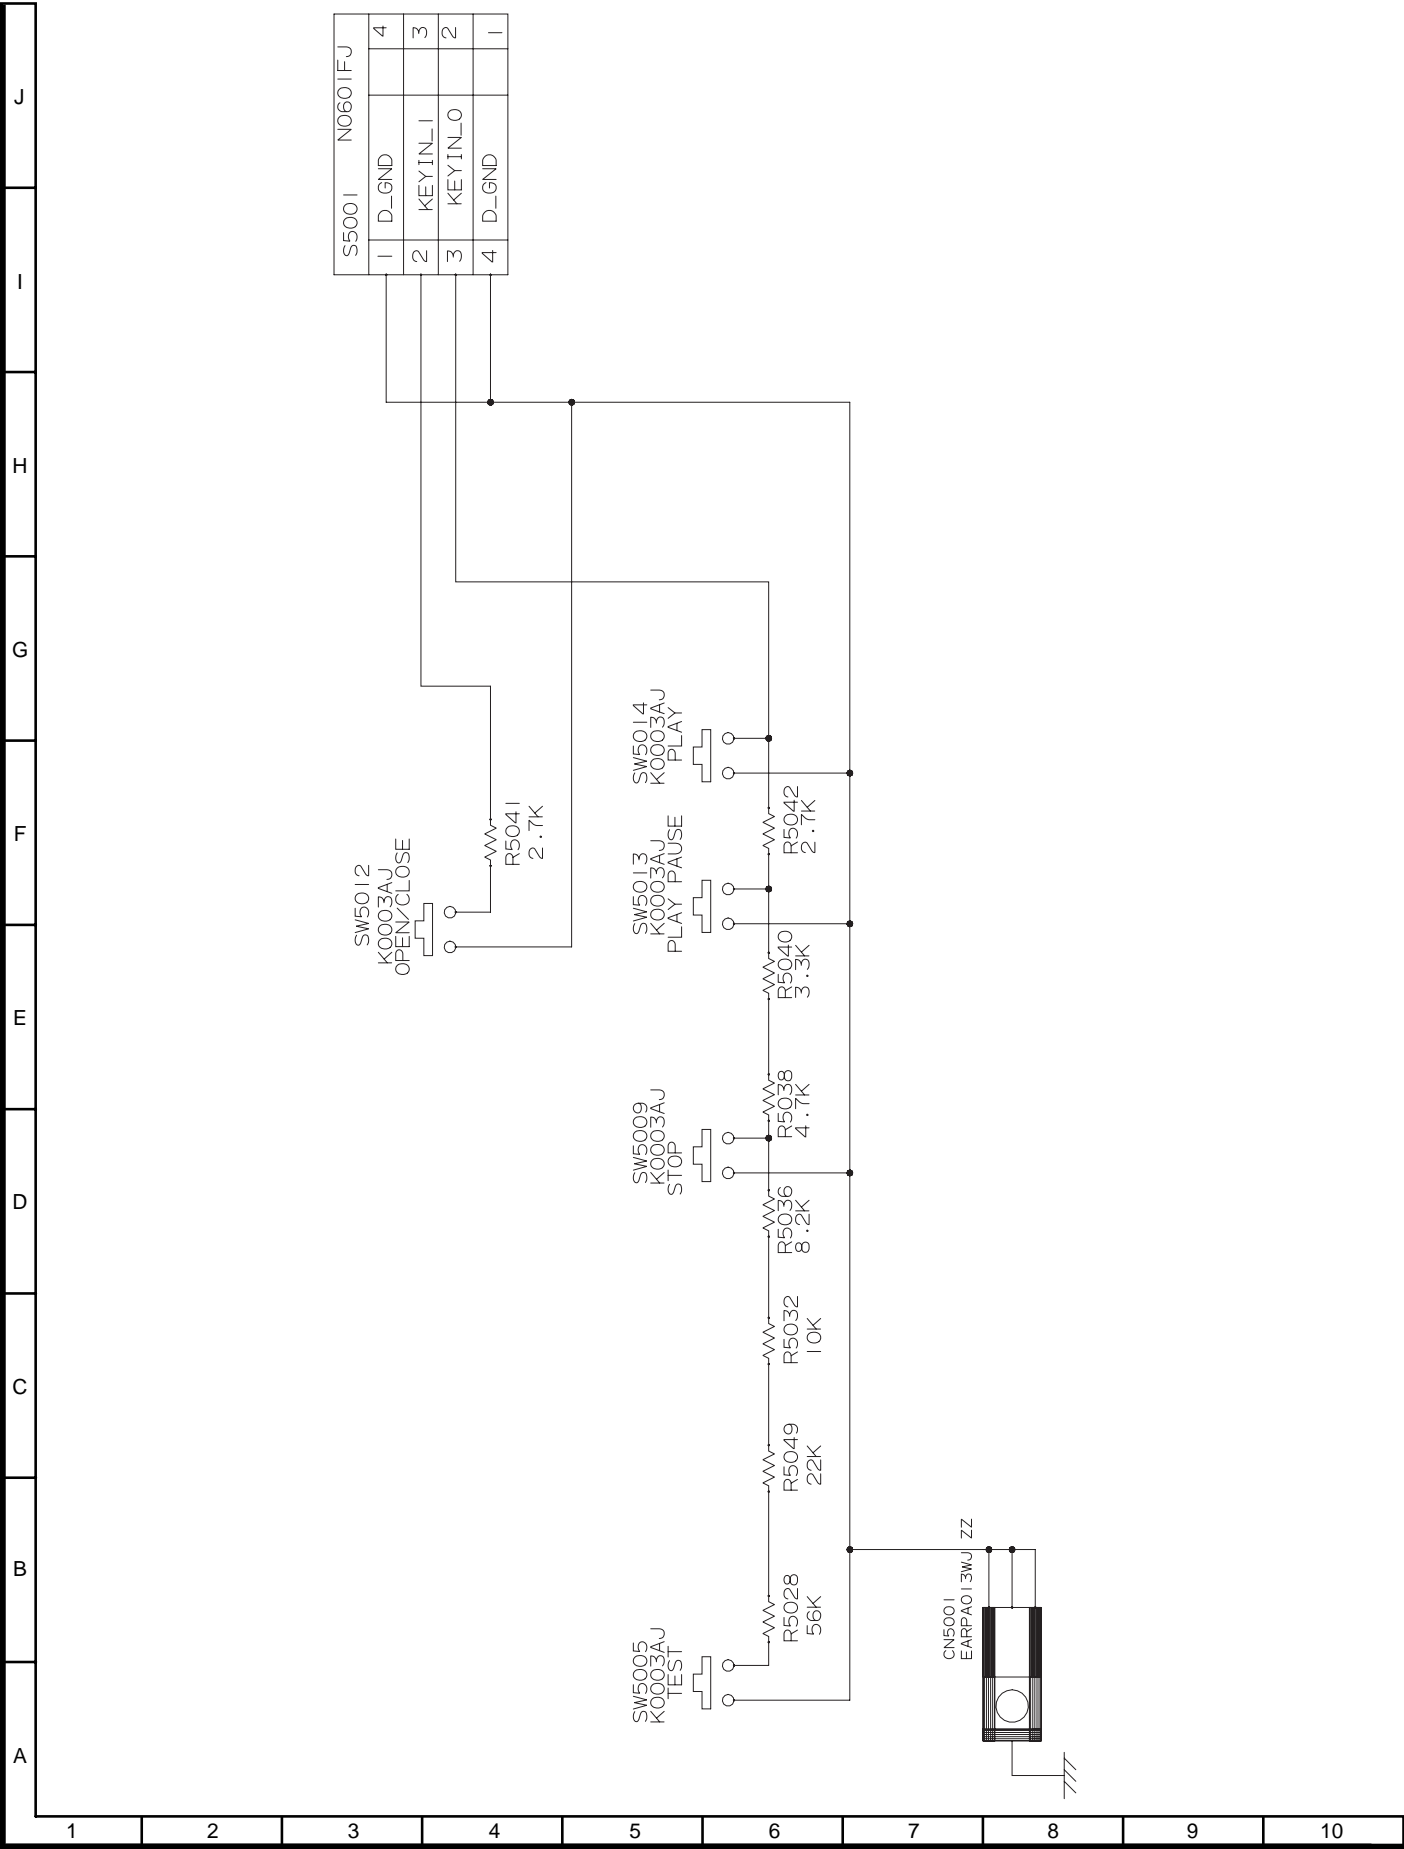 J
I
H
G
F
E
D
C
B
A
1 2 3 4 5 6 7 8 9 10
S5001 N0601FJ
1 D_GND 4
2 KEYIN_1 3
3 KEYIN_0 2
4 D_GND 1
SW5012
K0003AJ
OPEN/CLOSE
R5041
2.7K
SW5014
K0003AJ
PLAY
R5042
2.7K
SW5013
K0003AJ
PLAY PAUSE
R5040
3.3K
R5038
4.7K
SW5009
K0003AJ
STOP
R5036
8.2K
R5032
10K
R5049
22K
R5028
56K
SW5005
K0003AJ
TEST
CN5001
EARPA013WJ ZZ